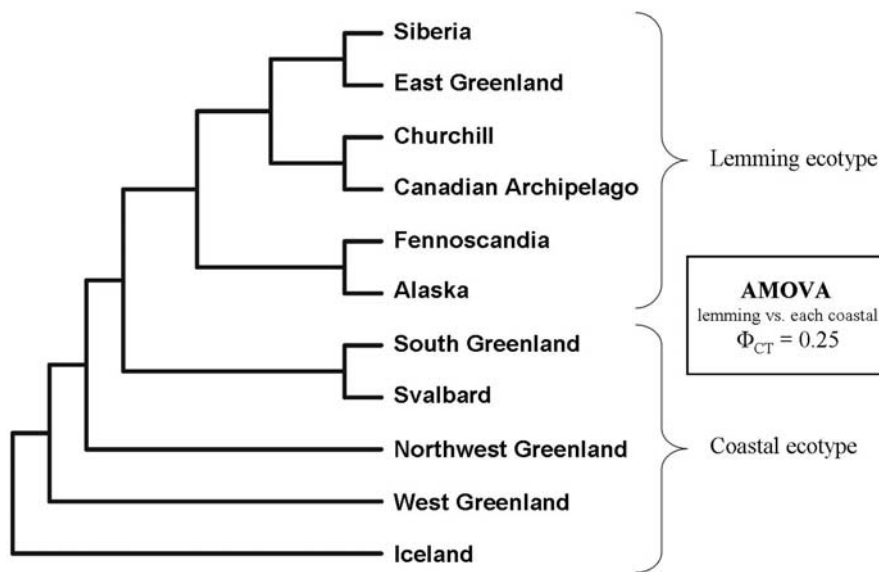 Siberia
East Greenland
Churchill
Canadian Archipelago
Fennoscandia
Alaska
South Greenland
Svalbard
Northwest Greenland
West Greenland
Iceland
Lemming ecotype
AMOVA
lemming vs. each coastal
Φ_CT = 0.25
Coastal ecotype